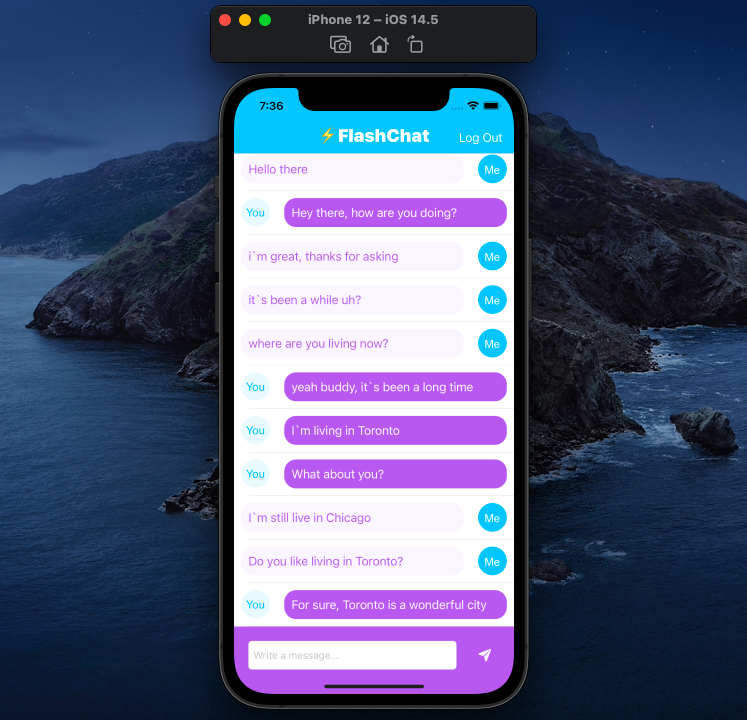 iPhone 12 – iOS 14.5
7:36
⚡FlashChat Log Out
Hello there Me
You Hey there, how are you doing?
i`m great, thanks for asking Me
it`s been a while uh? Me
where are you living now? Me
You yeah buddy, it`s been a long time
You I`m living in Toronto
You What about you?
I`m still live in Chicago Me
Do you like living in Toronto? Me
You For sure, Toronto is a wonderful city
Write a message...